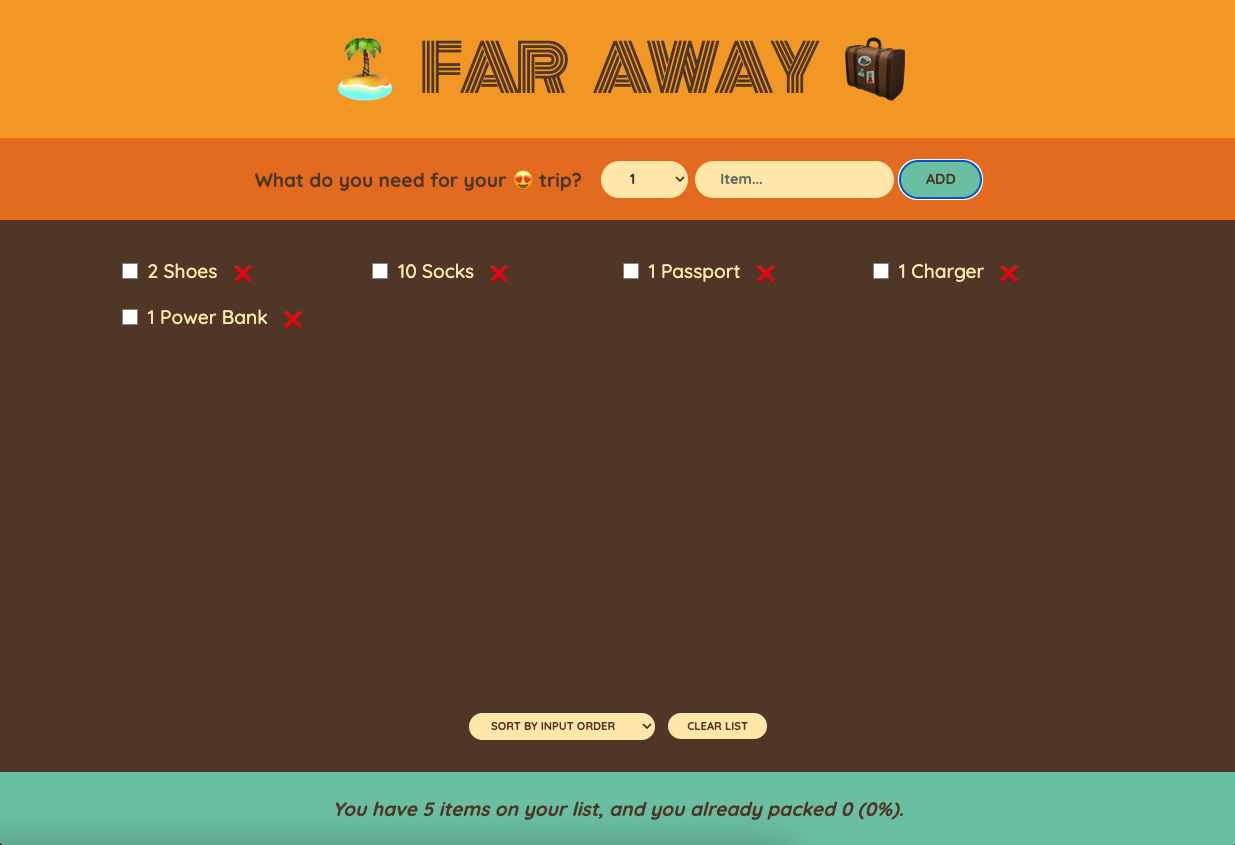 🏝️ FAR AWAY 🧳
What do you need for your 😍 trip? 1 Item... ADD
2 Shoes ❌ 10 Socks ❌ 1 Passport ❌ 1 Charger ❌
1 Power Bank ❌
SORT BY INPUT ORDER CLEAR LIST
You have 5 items on your list, and you already packed 0 (0%).